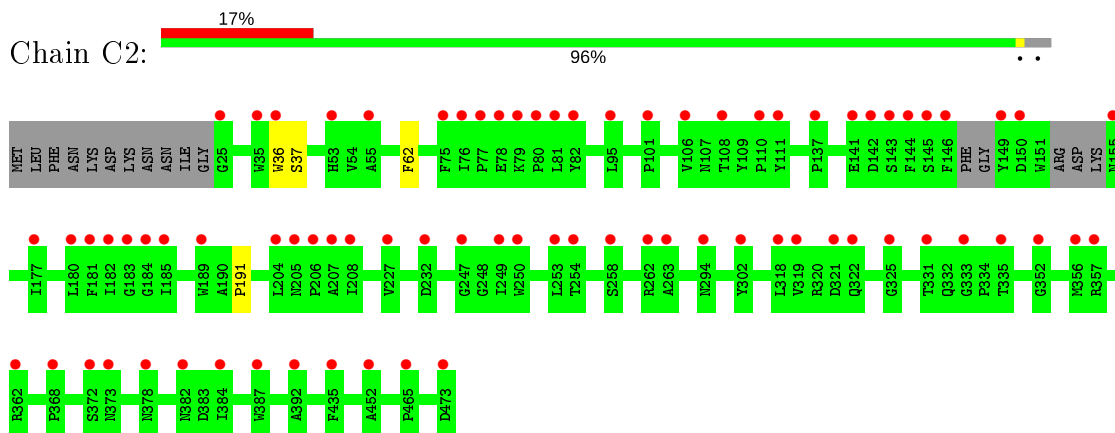 17%
Chain C2:
96%
MET LEU PHE ASN LYS ASP LYS ASN ASN ILE GLY G25 W35 W36 S37 H53 V54 A55 F62 F75 I76 P77 E78 K79 P80 L81 Y82 L95 P101 V106 N107 T108 Y109 P110 Y111 P137 E141 D142 S143 F144 S145 F146 PHE GLY Y149 D150 W151 ARG ASP LYS N155
I177 L180 F181 I182 G183 G184 I185 W189 A190 P191 L204 N205 P206 A207 I208 V227 D232 G247 G248 I249 W250 L253 T254 S258 R262 A263 N294 Y302 L318 V319 R320 D321 Q322 G325 T331 Q332 G333 P334 T335 G352 M356 R357
R362 P368 S372 N373 N378 N382 D383 I384 W387 A392 F435 A452 P465 D473